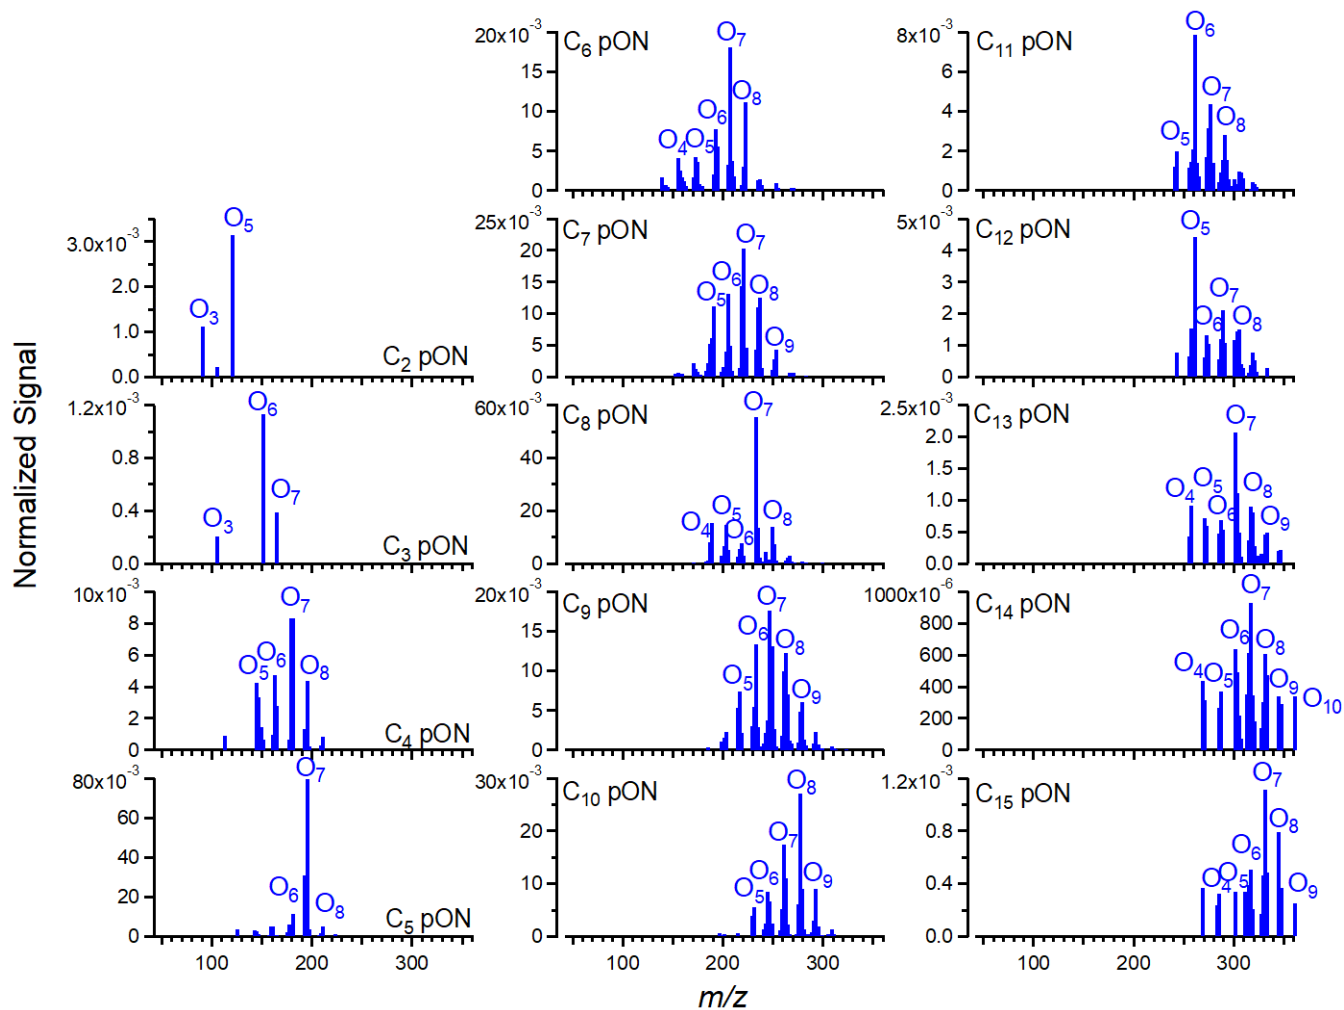 Normalized Signal
3.0x10⁻³
2.0
1.0
0.0
O₃
O₅
C₂ pON
1.2x10⁻³
0.8
0.4
0.0
O₃
O₆
O₇
C₃ pON
10x10⁻³
8
6
4
2
0
O₅
O₆
O₇
O₈
C₄ pON
80x10⁻³
60
40
20
0
O₆
O₇
O₈
C₅ pON
100
200
300
20x10⁻³
15
10
5
0
C₆ pON
O₄
O₅
O₆
O₇
O₈
25x10⁻³
20
15
10
5
0
C₇ pON
O₅
O₆
O₇
O₈
O₉
60x10⁻³
40
20
0
C₈ pON
O₄
O₅
O₆
O₇
O₈
20x10⁻³
15
10
5
0
C₉ pON
O₅
O₆
O₇
O₈
O₉
30x10⁻³
20
10
0
C₁₀ pON
O₅
O₆
O₇
O₈
O₉
100
200
300
m/z
8x10⁻³
6
4
2
0
C₁₁ pON
O₅
O₆
O₇
O₈
5x10⁻³
4
3
2
1
0
C₁₂ pON
O₅
O₆
O₇
O₈
2.5x10⁻³
2.0
1.5
1.0
0.5
0.0
C₁₃ pON
O₄
O₅
O₆
O₇
O₈
O₉
1000x10⁻⁶
800
600
400
200
0
C₁₄ pON
O₄
O₅
O₆
O₇
O₈
O₉
O₁₀
1.2x10⁻³
0.8
0.4
0.0
C₁₅ pON
O₄
O₅
O₆
O₇
O₈
O₉
100
200
300